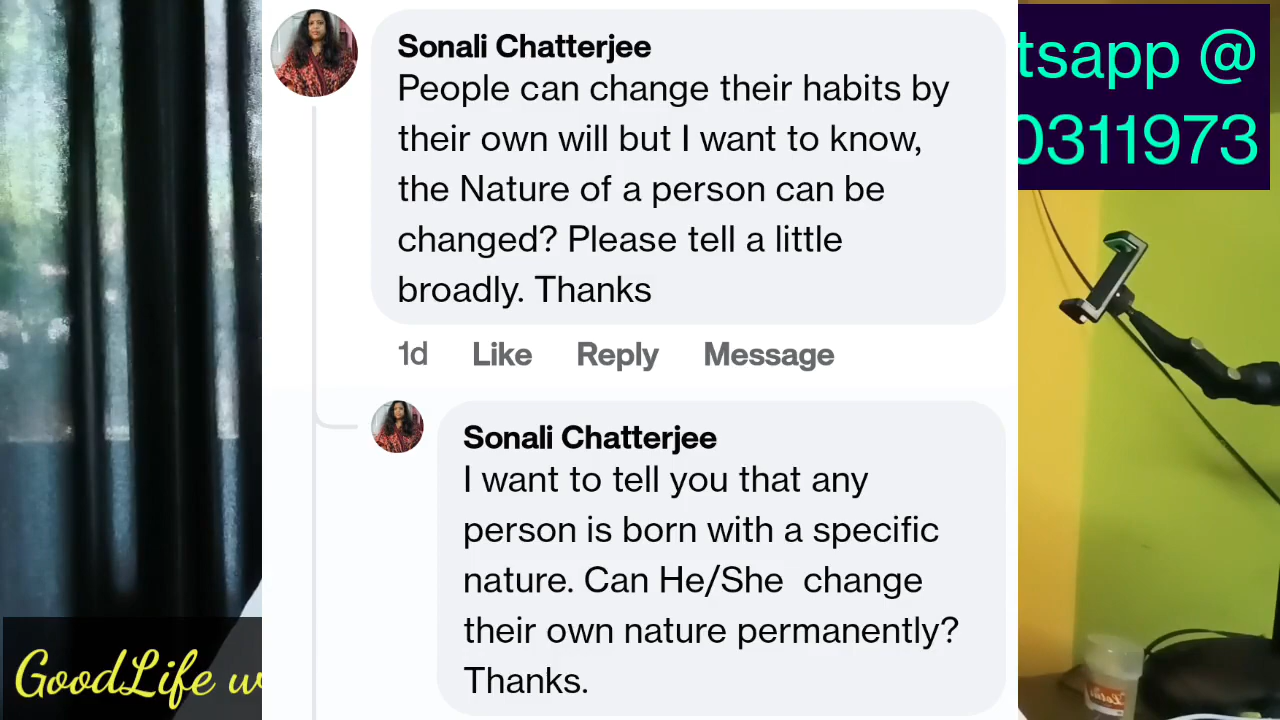 Sonali Chatterjee
People can change their habits by
their own will but I want to know,
the Nature of a person can be
changed? Please tell a little
broadly. Thanks
1d Like Reply Message
Sonali Chatterjee
I want to tell you that any
person is born with a specific
nature. Can He/She change
their own nature permanently?
Thanks.
tsapp @
0311973
GoodLife w